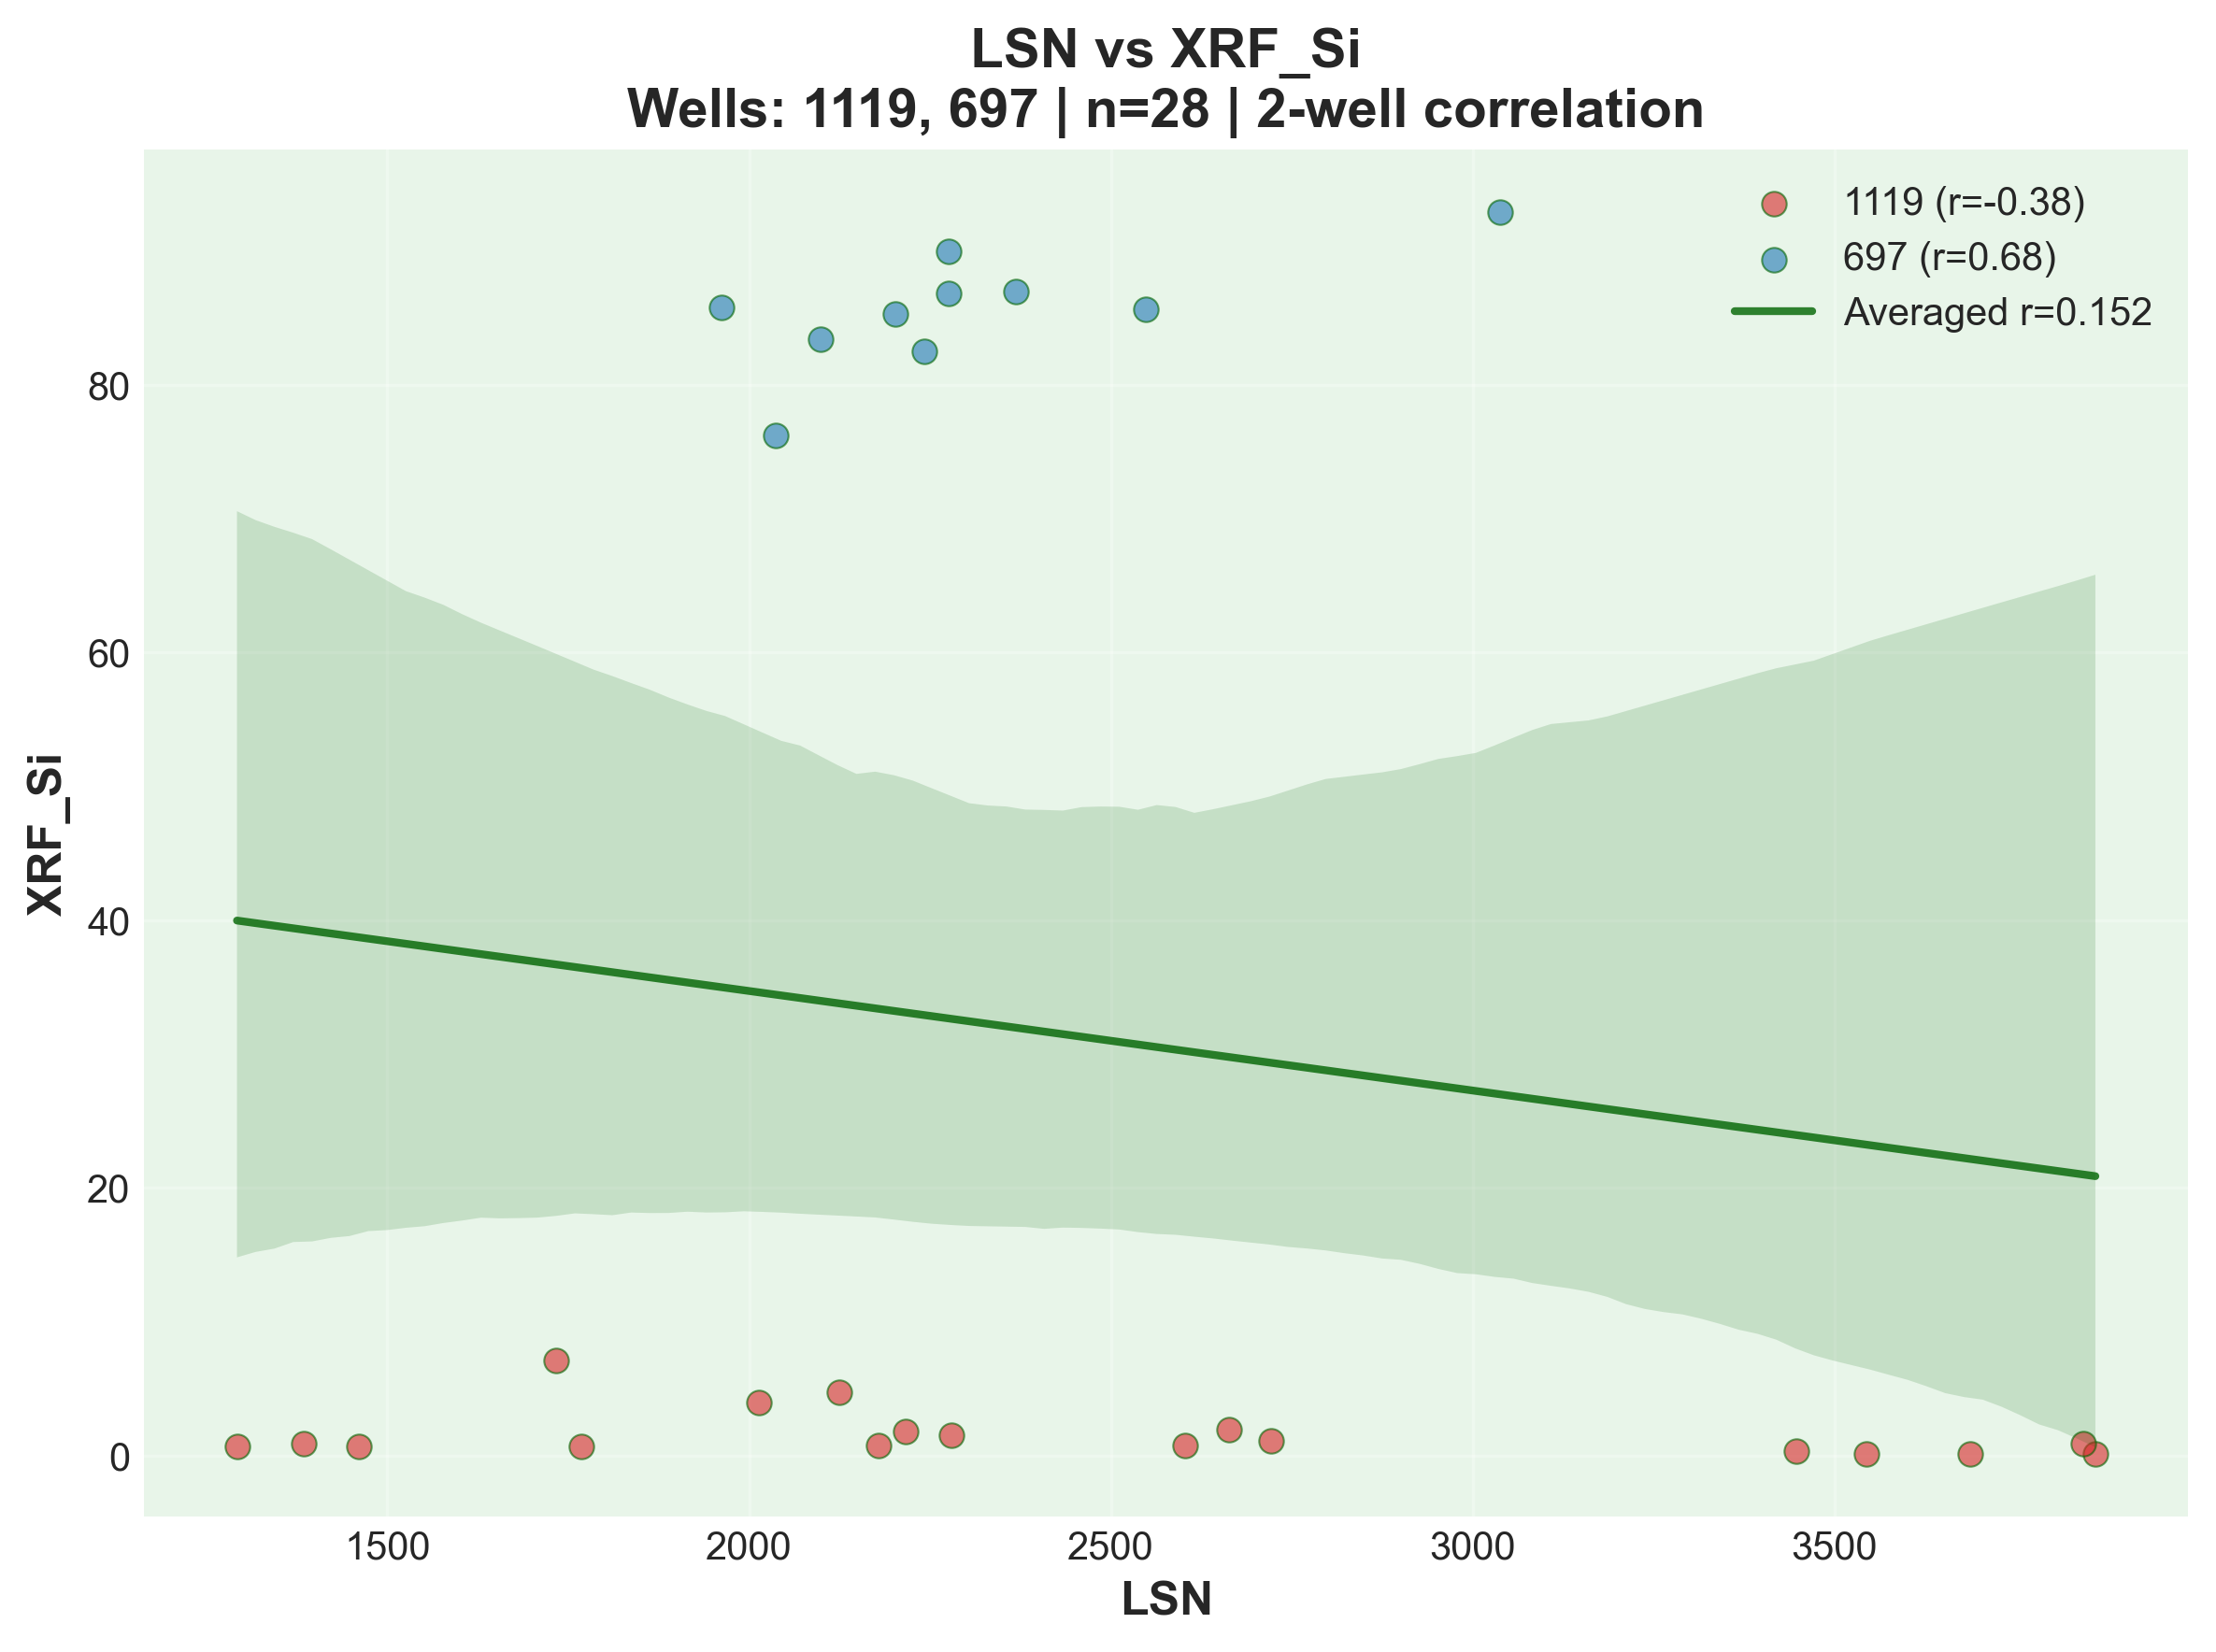 LSN vs XRF_Si
Wells: 1119, 697 | n=28 | 2-well correlation
1119 (r=-0.38)
697 (r=0.68)
Averaged r=0.152
XRF_Si
80
60
40
20
0
1500 2000 2500 3000 3500
LSN